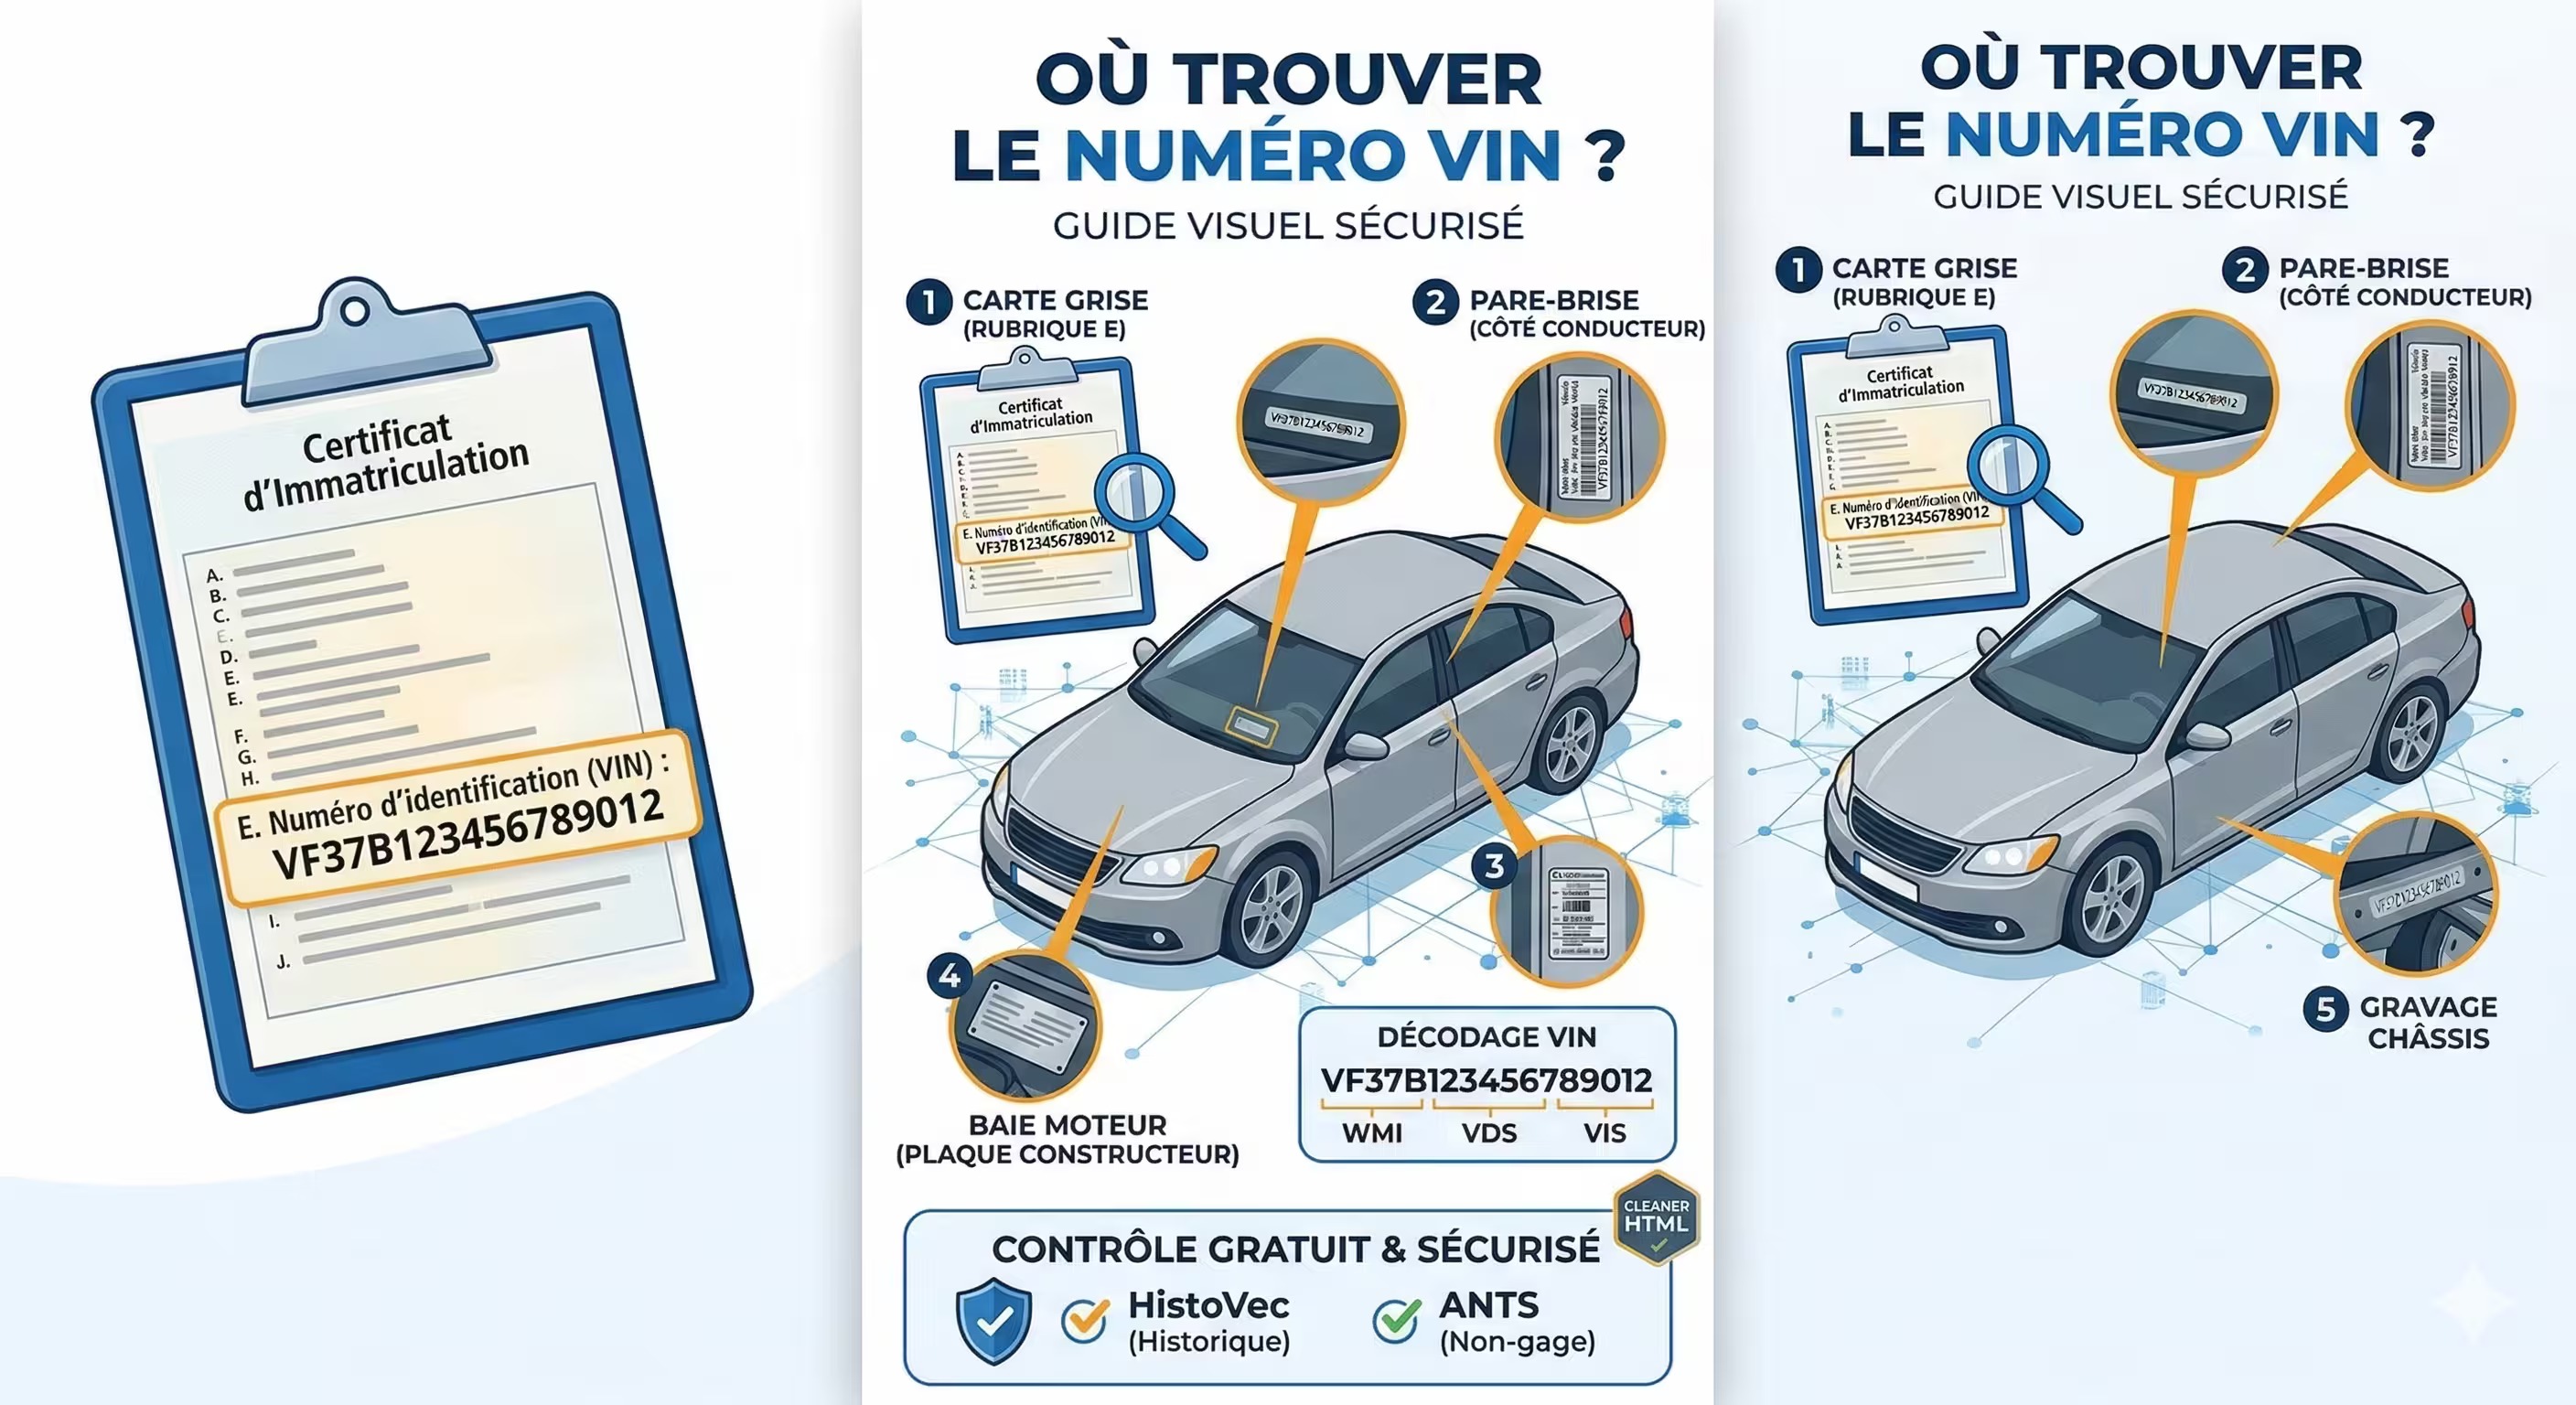 Certificat
d'Immatriculation
A.
B.
C.
E.
D.
E.
E.
F.
G.
H.
E. Numéro d'identification (VIN) :
VF37B123456789012
I.
J.
OÙ TROUVER
LE NUMÉRO VIN ?
GUIDE VISUEL SÉCURISÉ
1 CARTE GRISE
(RUBRIQUE E)
2 PARE-BRISE
(CÔTÉ CONDUCTEUR)
Certificat
d'Immatriculation
VF37B123456789012
3
4
BAIE MOTEUR
(PLAQUE CONSTRUCTEUR)
DÉCODAGE VIN
VF37B123456789012
WMI VDS VIS
CLEANER
HTML
CONTRÔLE GRATUIT & SÉCURISÉ
HistoVec
(Historique)
ANTS
(Non-gage)
OÙ TROUVER
LE NUMÉRO VIN ?
GUIDE VISUEL SÉCURISÉ
1 CARTE GRISE
(RUBRIQUE E)
2 PARE-BRISE
(CÔTÉ CONDUCTEUR)
Certificat
d'Immatriculation
VF37B123456789012
5 GRAVAGE
CHÂSSIS